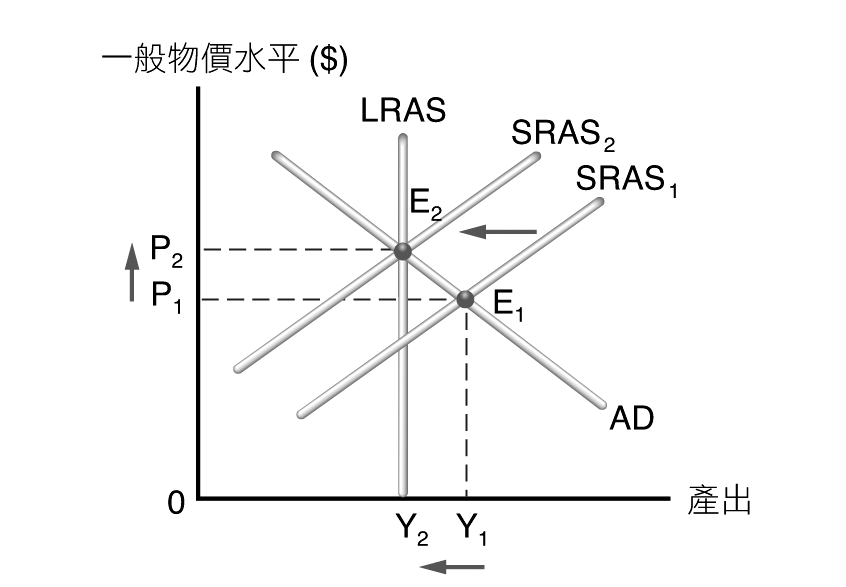 一般物價水平 ($)
LRAS
SRAS₂
SRAS₁
E₂
P₂
P₁
E₁
AD
0
產出
Y₂
Y₁